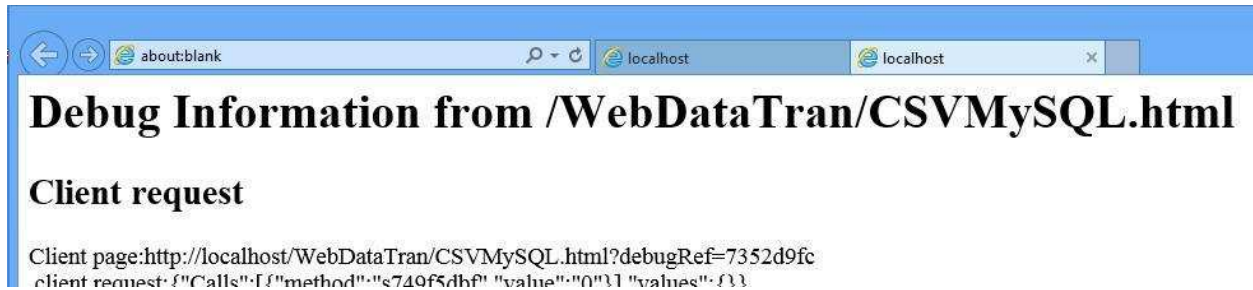 about:blank
localhost
localhost
Debug Information from /WebDataTran/CSVMySQL.html
Client request
Client page:http://localhost/WebDataTran/CSVMySQL.html?debugRef=7352d9fc
client request:{"Calls":[{"method":"s749f5dbf","value":"0"}],"values":{}}